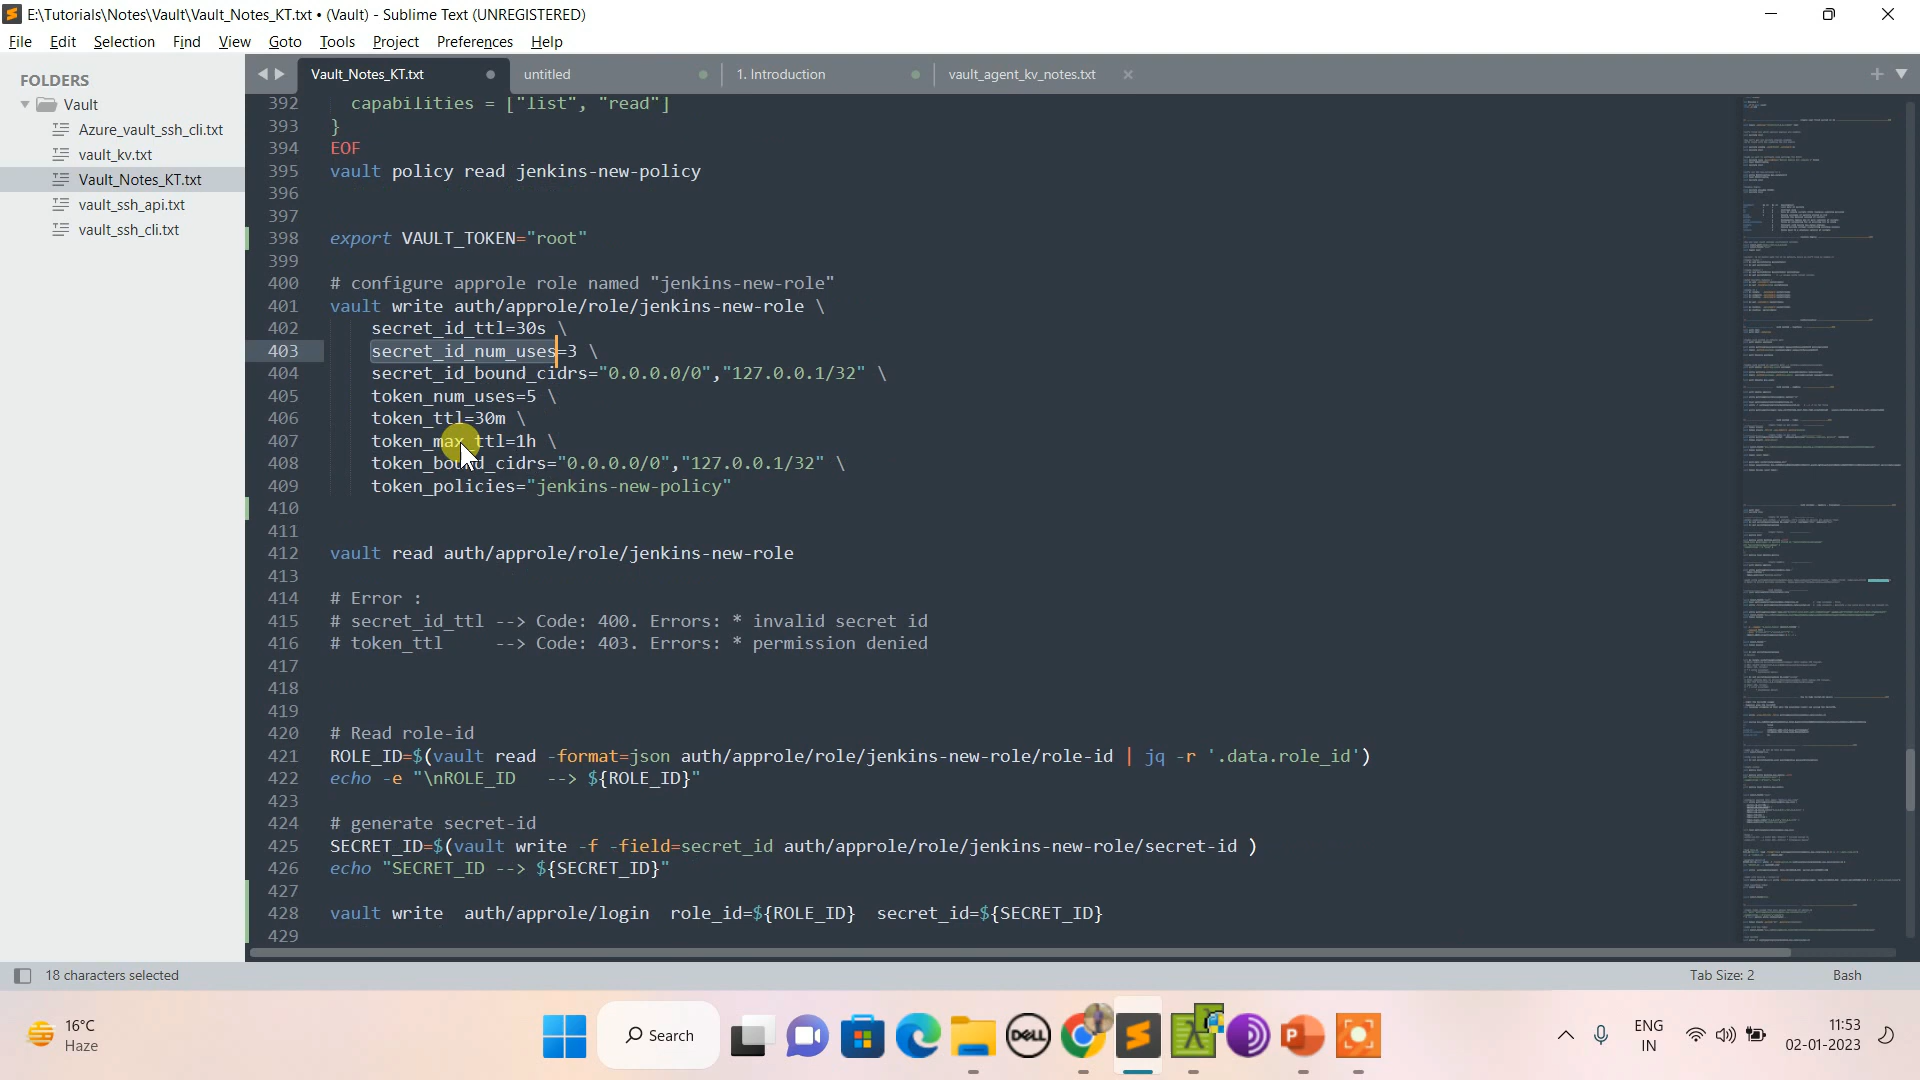 E:\Tutorials\Notes\Vault\Vault_Notes_KT.txt • (Vault) - Sublime Text (UNREGISTERED)
File Edit Selection Find View Goto Tools Project Preferences Help
FOLDERS
Vault
Azure_vault_ssh_cli.txt
vault_kv.txt
Vault_Notes_KT.txt
vault_ssh_api.txt
vault_ssh_cli.txt
Vault_Notes_KT.txt untitled 1. Introduction vault_agent_kv_notes.txt
392 capabilities = ["list", "read"]
393 }
394 EOF
395 vault policy read jenkins-new-policy
396
397
398 export VAULT_TOKEN="root"
399
400 # configure approle role named "jenkins-new-role"
401 vault write auth/approle/role/jenkins-new-role \
402 secret_id_ttl=30s \
403 secret_id_num_uses=3 \
404 secret_id_bound_cidrs="0.0.0.0/0","127.0.0.1/32" \
405 token_num_uses=5 \
406 token_ttl=30m \
407 token_max_ttl=1h \
408 token_bound_cidrs="0.0.0.0/0","127.0.0.1/32" \
409 token_policies="jenkins-new-policy"
410
411
412 vault read auth/approle/role/jenkins-new-role
413
414 # Error :
415 # secret_id_ttl --> Code: 400. Errors: * invalid secret id
416 # token_ttl --> Code: 403. Errors: * permission denied
417
418
419
420 # Read role-id
421 ROLE_ID=$(vault read -format=json auth/approle/role/jenkins-new-role/role-id | jq -r '.data.role_id')
422 echo -e "\nROLE_ID --> ${ROLE_ID}"
423
424 # generate secret-id
425 SECRET_ID=$(vault write -f -field=secret_id auth/approle/role/jenkins-new-role/secret-id )
426 echo "SECRET_ID --> ${SECRET_ID}"
427
428 vault write auth/approle/login role_id=${ROLE_ID} secret_id=${SECRET_ID}
429
18 characters selected Tab Size: 2 Bash
16°C
Haze
Search
DELL
ENG
IN
11:53
02-01-2023